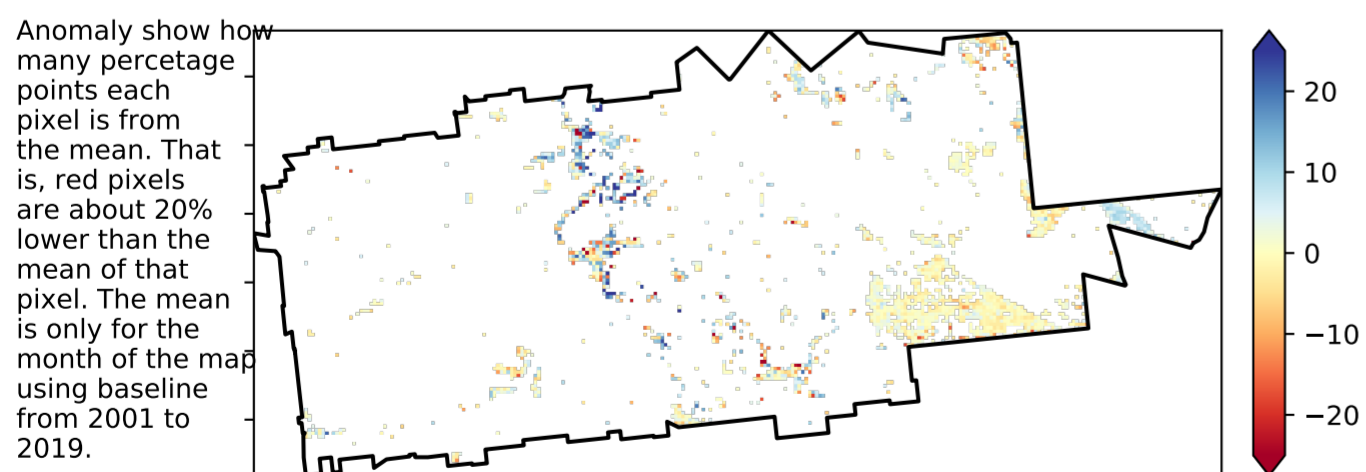 Anomaly show how
many percetage
points each
pixel is from
the mean. That
is, red pixels
are about 20%
lower than the
mean of that
pixel. The mean
is only for the
month of the map
using baseline
from 2001 to
2019.
20
10
0
−10
−20